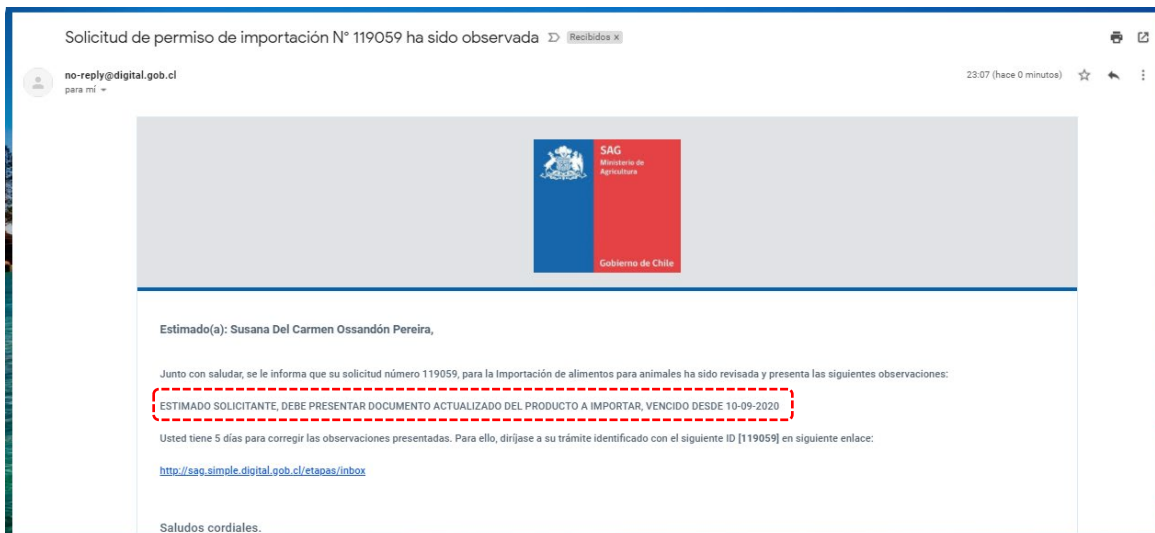 Solicitud de permiso de importación N° 119059 ha sido observada Recibidos x
no-reply@digital.gob.cl 23:07 (hace 0 minutos)
para mí
SAG
Ministerio de
Agricultura
Gobierno de Chile
Estimado(a): Susana Del Carmen Ossandón Pereira,
Junto con saludar, se le informa que su solicitud número 119059, para la Importación de alimentos para animales ha sido revisada y presenta las siguientes observaciones:
ESTIMADO SOLICITANTE, DEBE PRESENTAR DOCUMENTO ACTUALIZADO DEL PRODUCTO A IMPORTAR, VENCIDO DESDE 10-09-2020
Usted tiene 5 días para corregir las observaciones presentadas. Para ello, diríjase a su trámite identificado con el siguiente ID [119059] en siguiente enlace:
http://sag.simple.digital.gob.cl/etapas/inbox
Saludos cordiales.